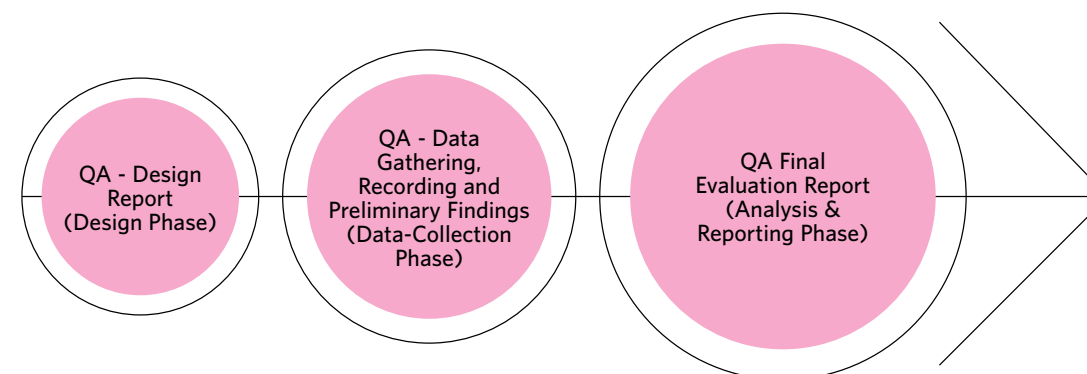 QA - Design
Report
(Design Phase)
QA - Data
Gathering,
Recording and
Preliminary Findings
(Data-Collection
Phase)
QA Final
Evaluation Report
(Analysis &
Reporting Phase)